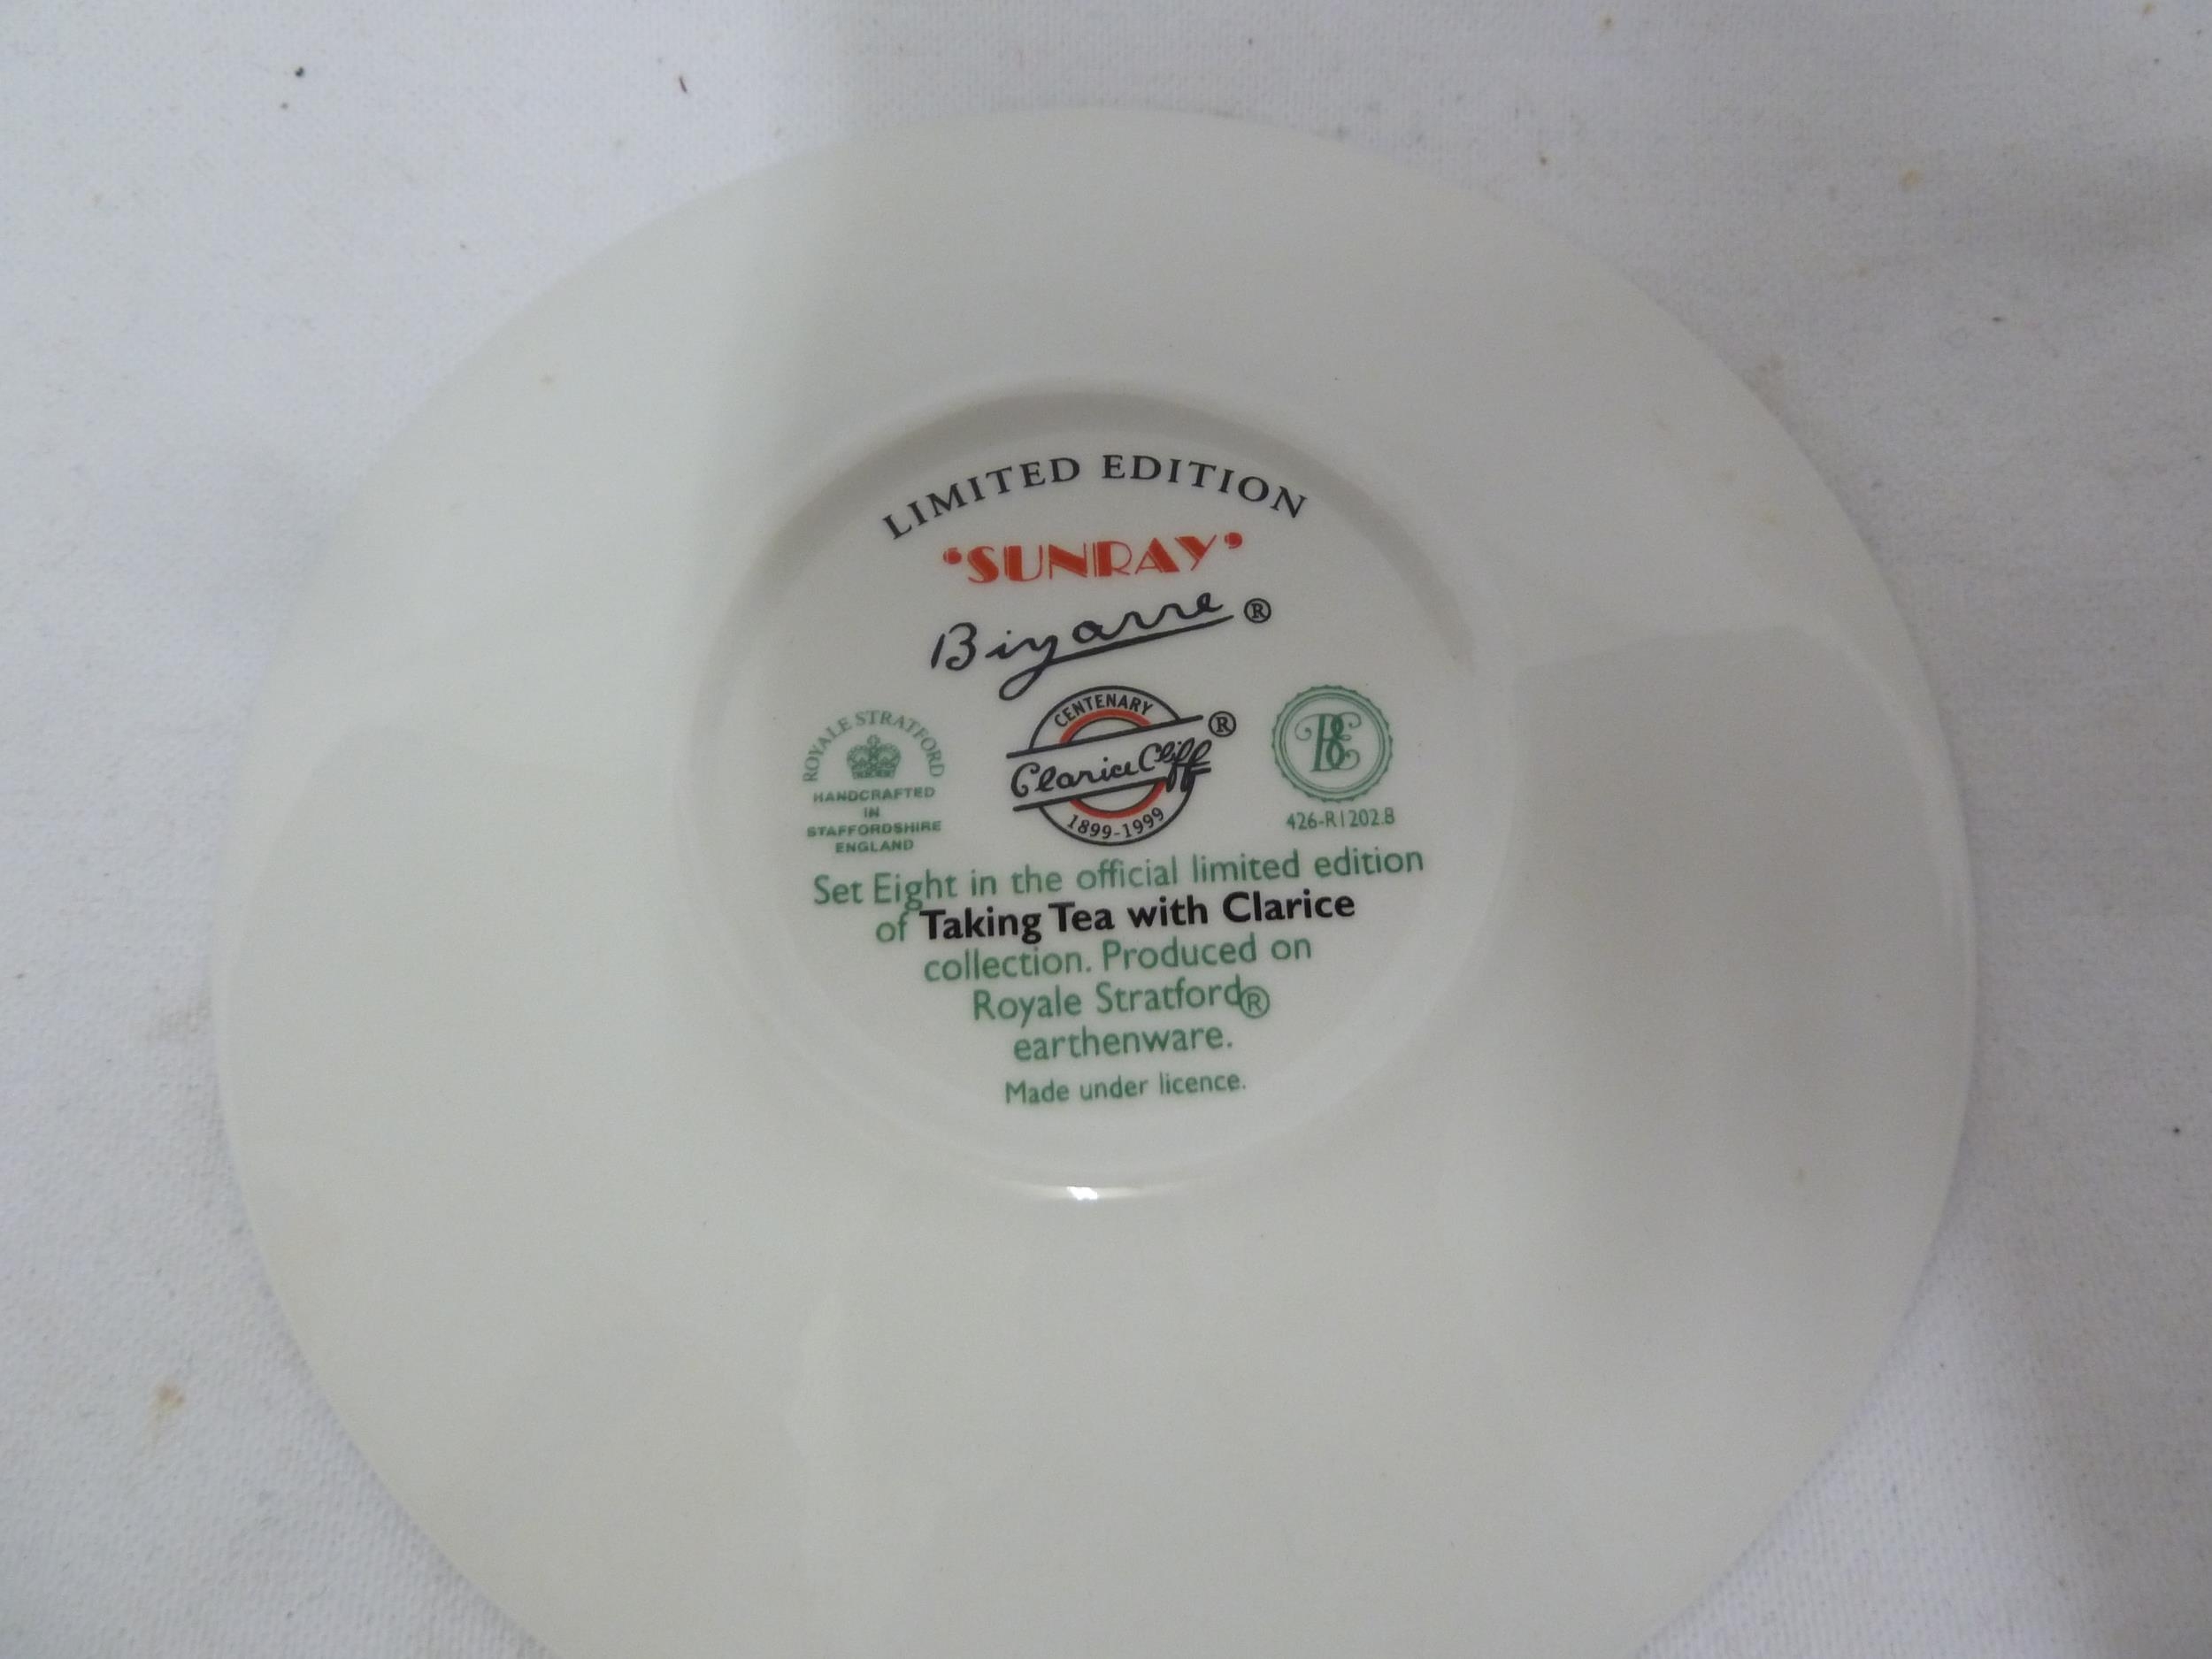 LIMITED EDITION
'SUNRAY'
Bizarre ®
ROYALE STRATFORD
HANDCRAFTED
IN
STAFFORDSHIRE
ENGLAND
CENTENARY
Clarice Cliff ®
1899-1999
BE
426-R1202.8
Set Eight in the official limited edition
of Taking Tea with Clarice
collection. Produced on
Royale Stratford®
earthenware.
Made under licence.